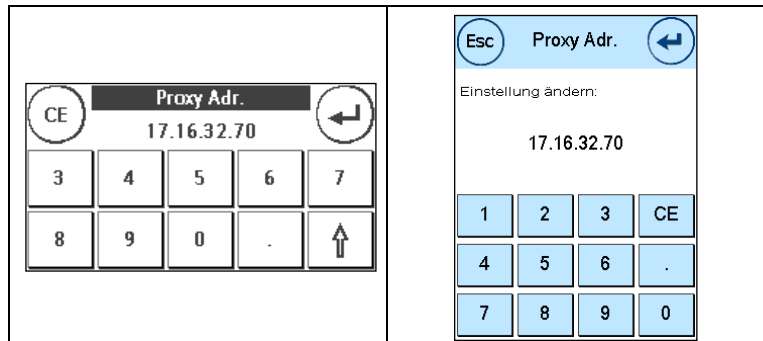 CE
Proxy Adr.
17.16.32.70
3 4 5 6 7
8 9 0 .
Esc Proxy Adr.
Einstellung ändern:
17.16.32.70
1 2 3 CE
4 5 6 .
7 8 9 0